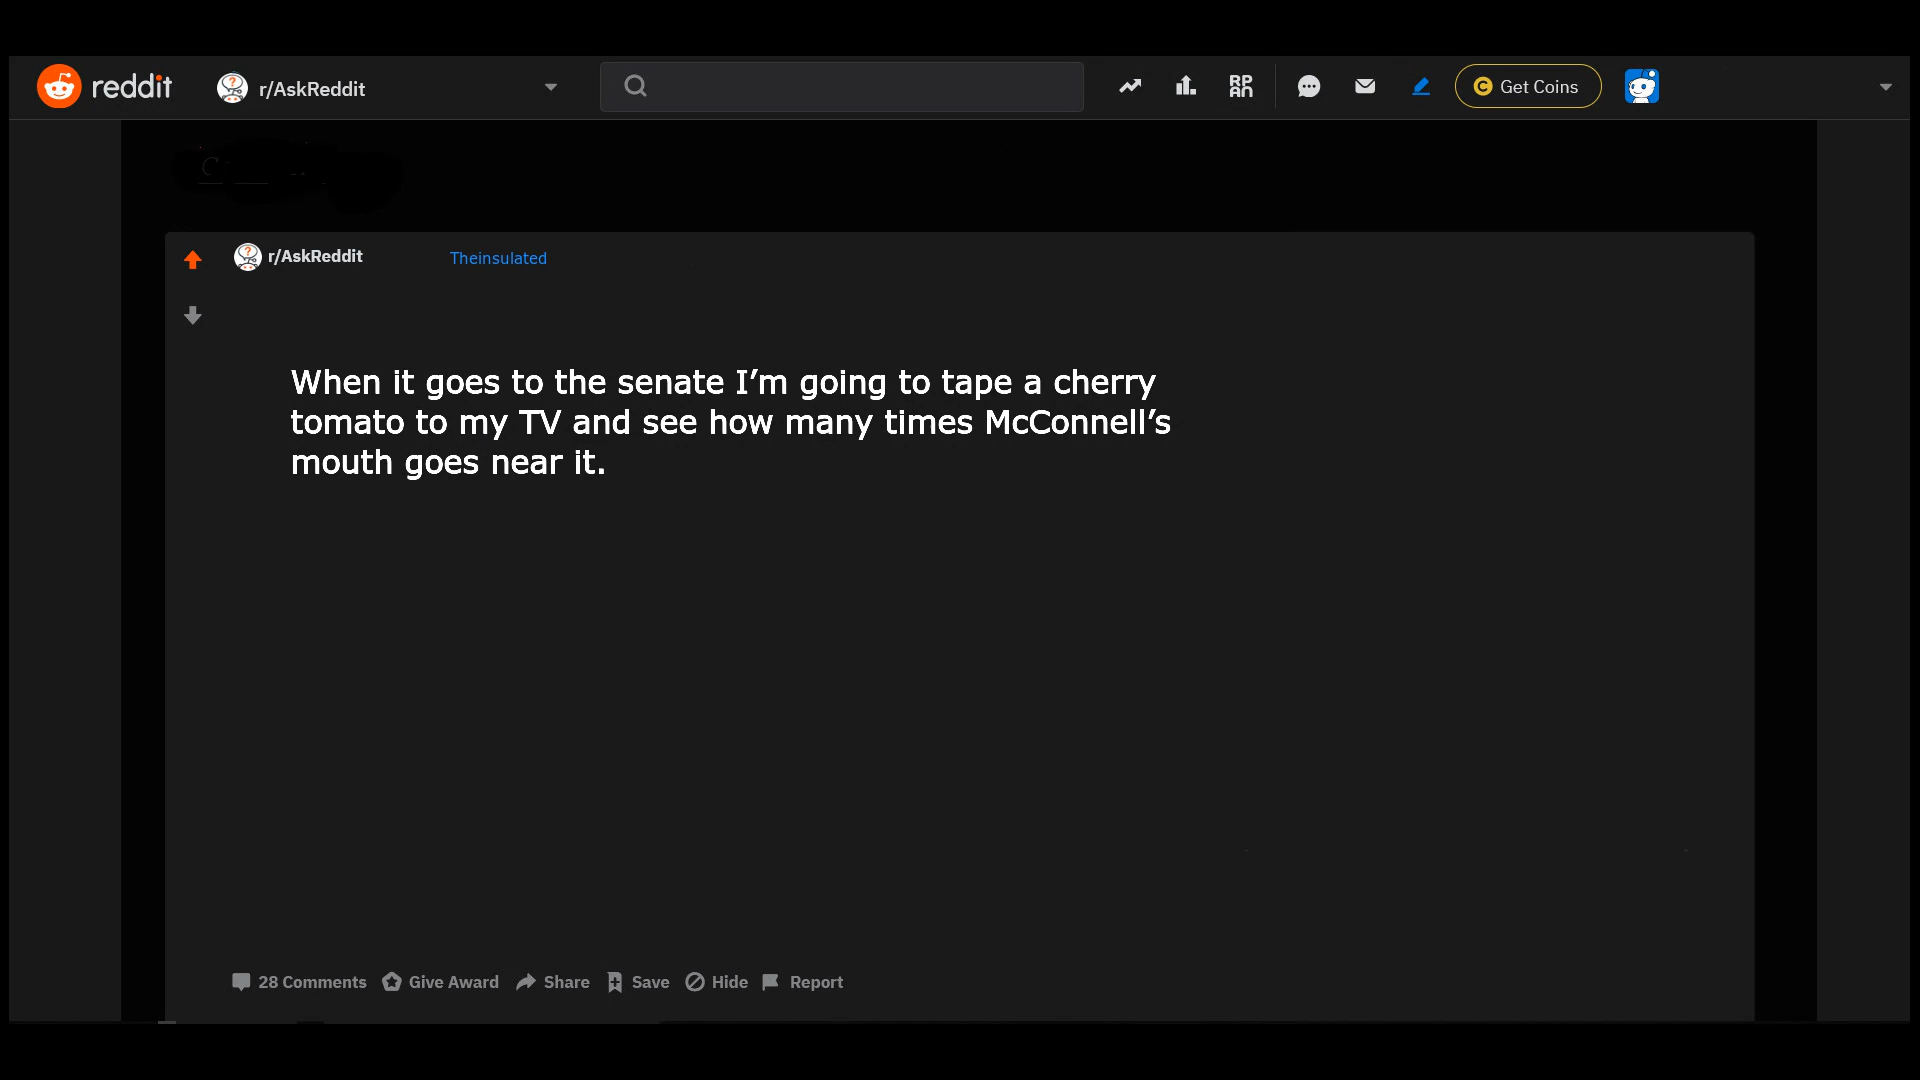 reddit r/AskReddit RPAN Get Coins
r/AskReddit Theinsulated
When it goes to the senate I’m going to tape a cherry
tomato to my TV and see how many times McConnell’s
mouth goes near it.
28 Comments Give Award Share Save Hide Report